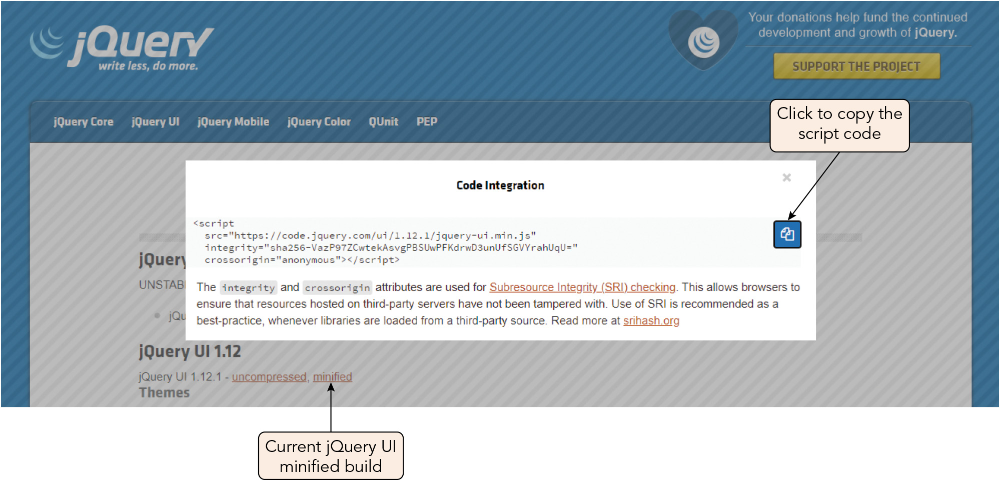 jQuery
write less, do more.
Your donations help fund the continued
development and growth of jQuery.
SUPPORT THE PROJECT
jQuery Core jQuery UI jQuery Mobile jQuery Color QUnit PEP
Click to copy the
script code
Code Integration
×
<script
src="https://code.jquery.com/ui/1.12.1/jquery-ui.min.js"
integrity="sha256-VazP97ZCwtekAsvgPBSUwPFKdrwD3unUfSGVYrahUqU="
crossorigin="anonymous"></script>
The integrity and crossorigin attributes are used for Subresource Integrity (SRI) checking. This allows browsers to
ensure that resources hosted on third-party servers have not been tampered with. Use of SRI is recommended as a
best-practice, whenever libraries are loaded from a third-party source. Read more at srihash.org
jQuery
UNSTABL
jQu
jQuery UI 1.12
jQuery UI 1.12.1 - uncompressed, minified
Themes
Current jQuery UI
minified build